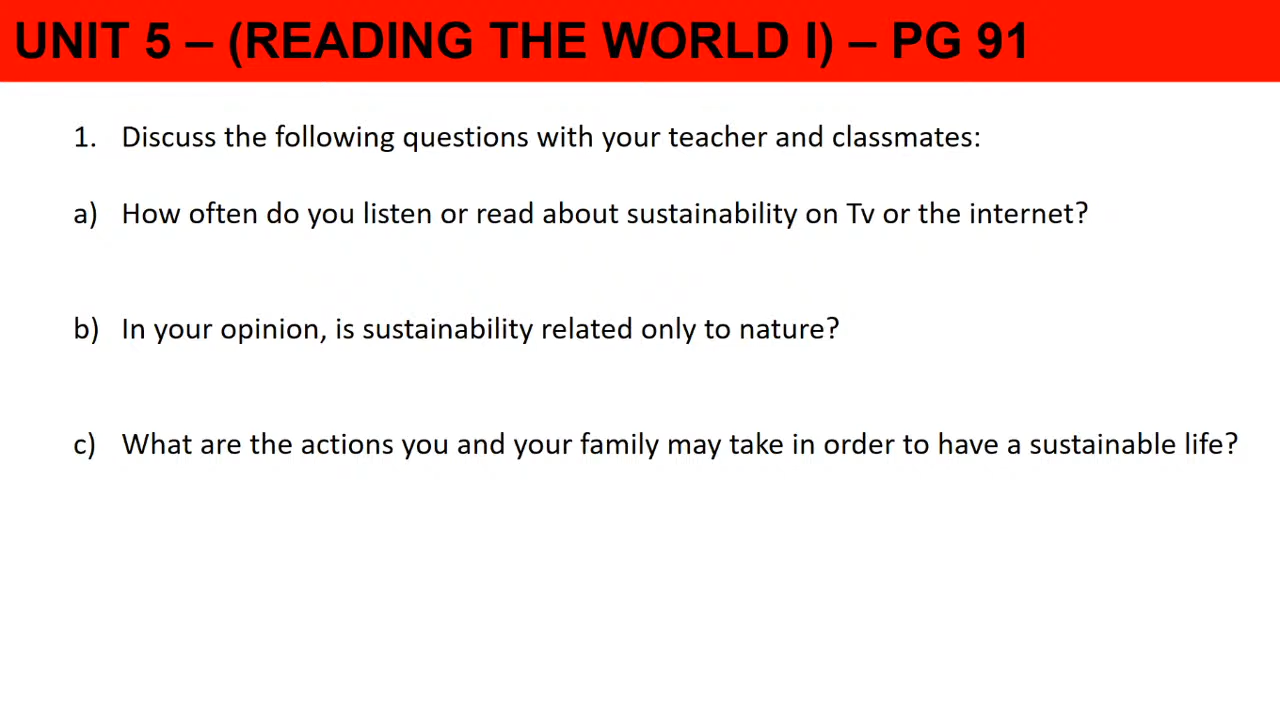 UNIT 5 – (READING THE WORLD I) – PG 91
1. Discuss the following questions with your teacher and classmates:
a) How often do you listen or read about sustainability on Tv or the internet?
b) In your opinion, is sustainability related only to nature?
c) What are the actions you and your family may take in order to have a sustainable life?